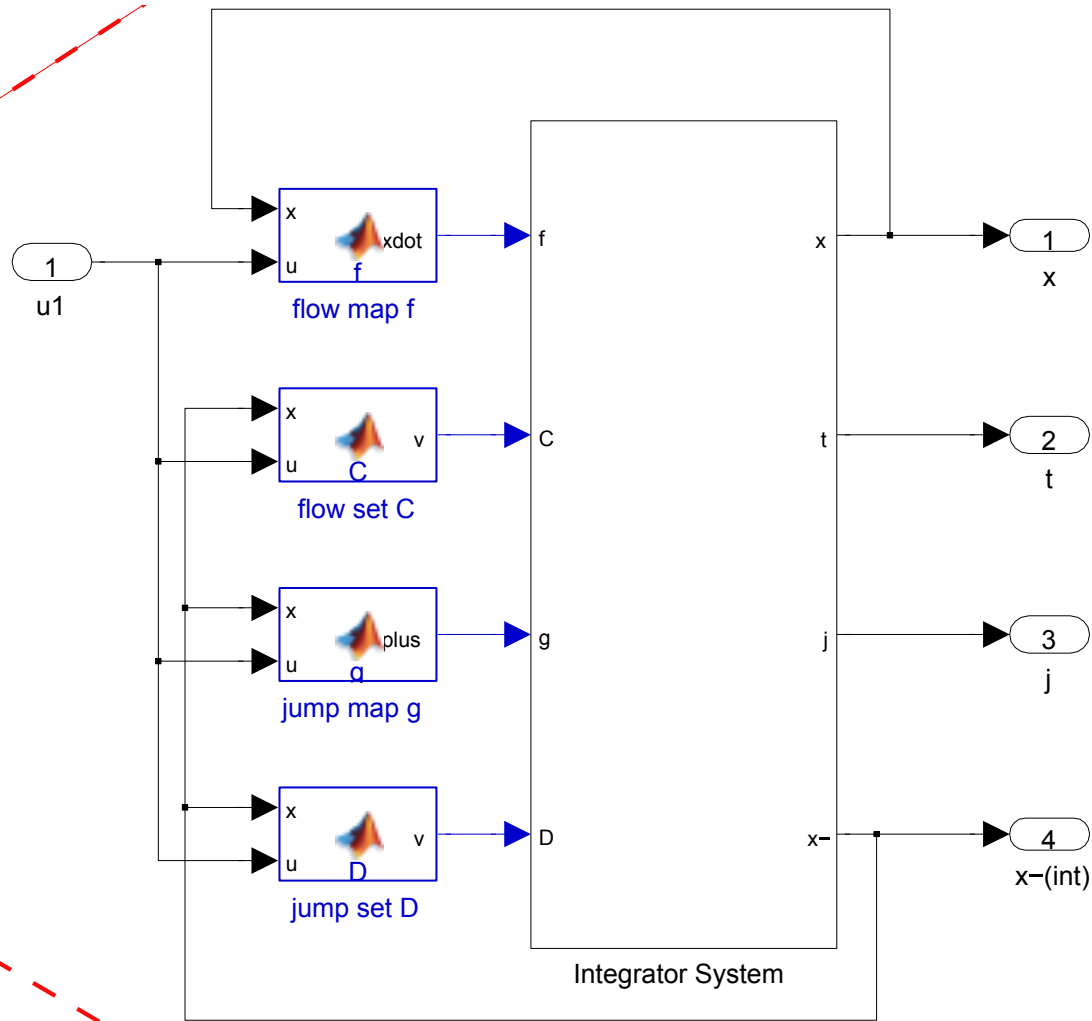 x
xdot
u
f
flow map f
1
u1
f
x
1
x
x
v
u
C
flow set C
C
t
2
t
x
plus
u
g
jump map g
g
j
3
j
x
v
u
D
jump set D
D
x−
4
x−(int)
Integrator System